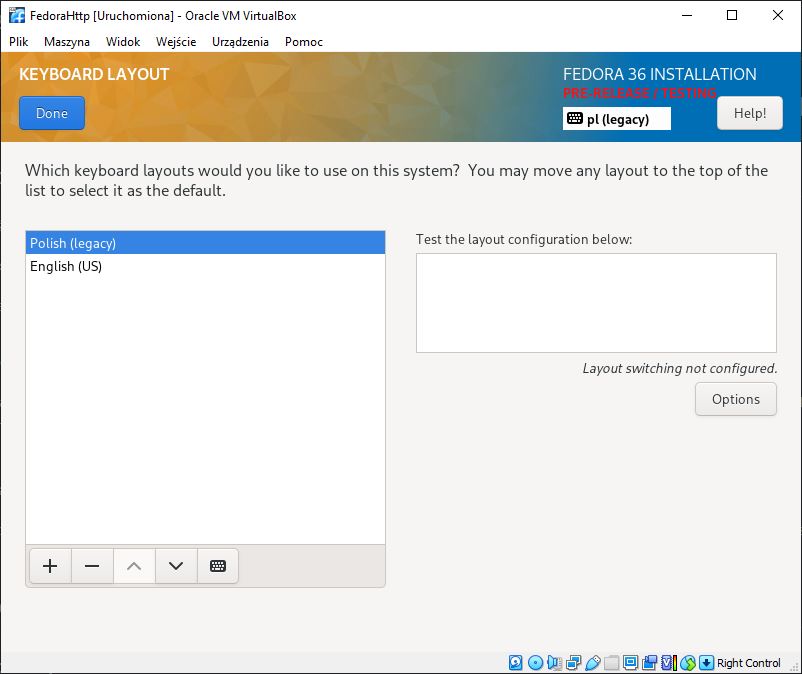 FedoraHttp [Uruchomiona] - Oracle VM VirtualBox
Plik Maszyna Widok Wejście Urządzenia Pomoc
KEYBOARD LAYOUT
FEDORA 36 INSTALLATION
PRE-RELEASE / TESTING
Done
pl (legacy)
Help!
Which keyboard layouts would you like to use on this system?  You may move any layout to the top of the
list to select it as the default.
Polish (legacy)
English (US)
Test the layout configuration below:
Layout switching not configured.
Options
Right Control